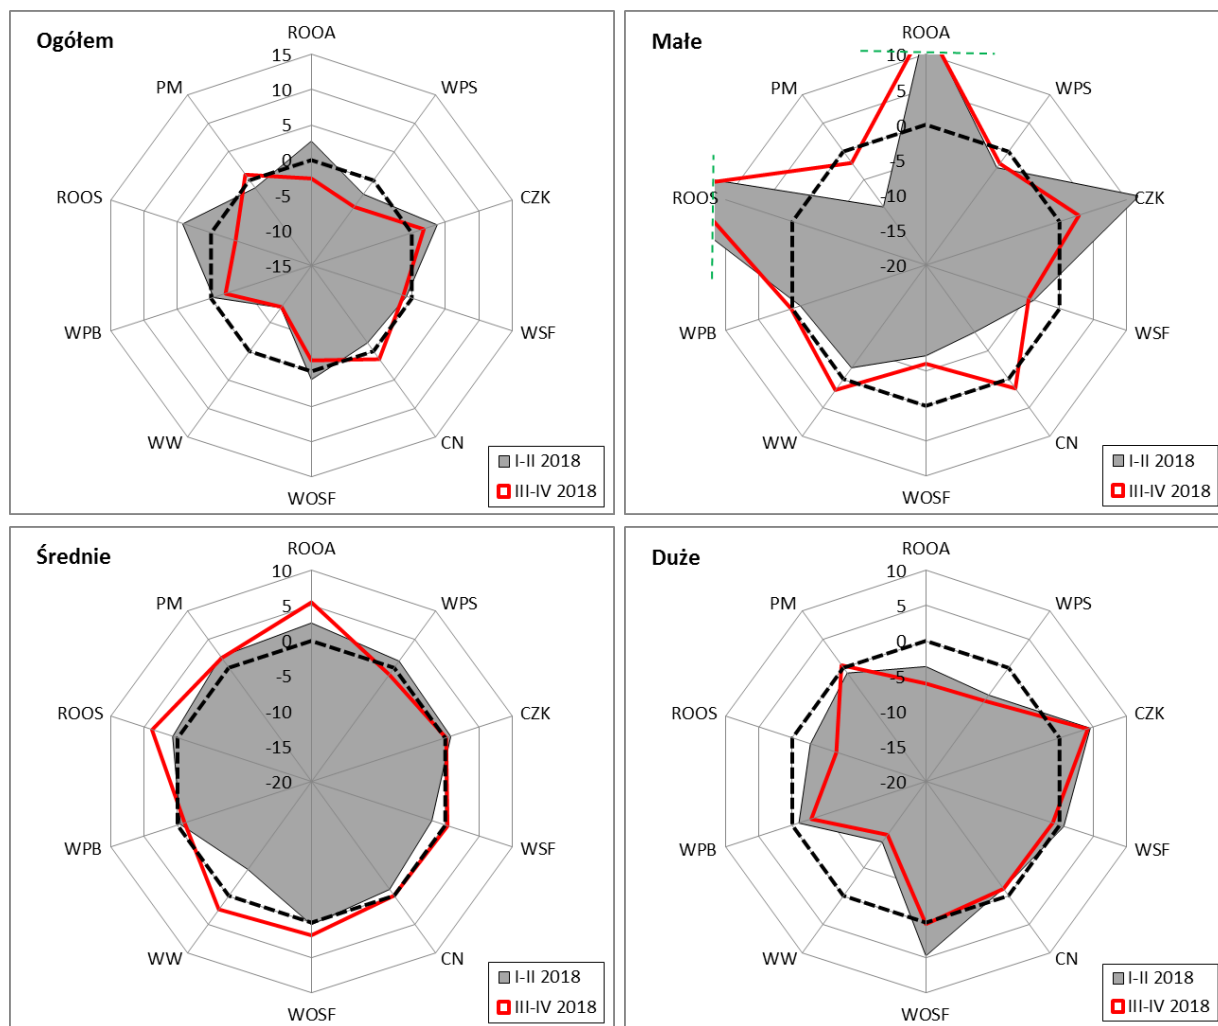 Ogółem
ROOA
WPS
CZK
WSF
CN
WOSF
WW
WPB
ROOS
PM
15
10
5
0
-5
-10
-15
I-II 2018
III-IV 2018
Małe
ROOA
WPS
CZK
WSF
CN
WOSF
WW
WPB
ROOS
PM
10
5
0
-5
-10
-15
-20
I-II 2018
III-IV 2018
Średnie
ROOA
WPS
CZK
WSF
CN
WOSF
WW
WPB
ROOS
PM
10
5
0
-5
-10
-15
-20
I-II 2018
III-IV 2018
Duże
ROOA
WPS
CZK
WSF
CN
WOSF
WW
WPB
ROOS
PM
10
5
0
-5
-10
-15
-20
I-II 2018
III-IV 2018